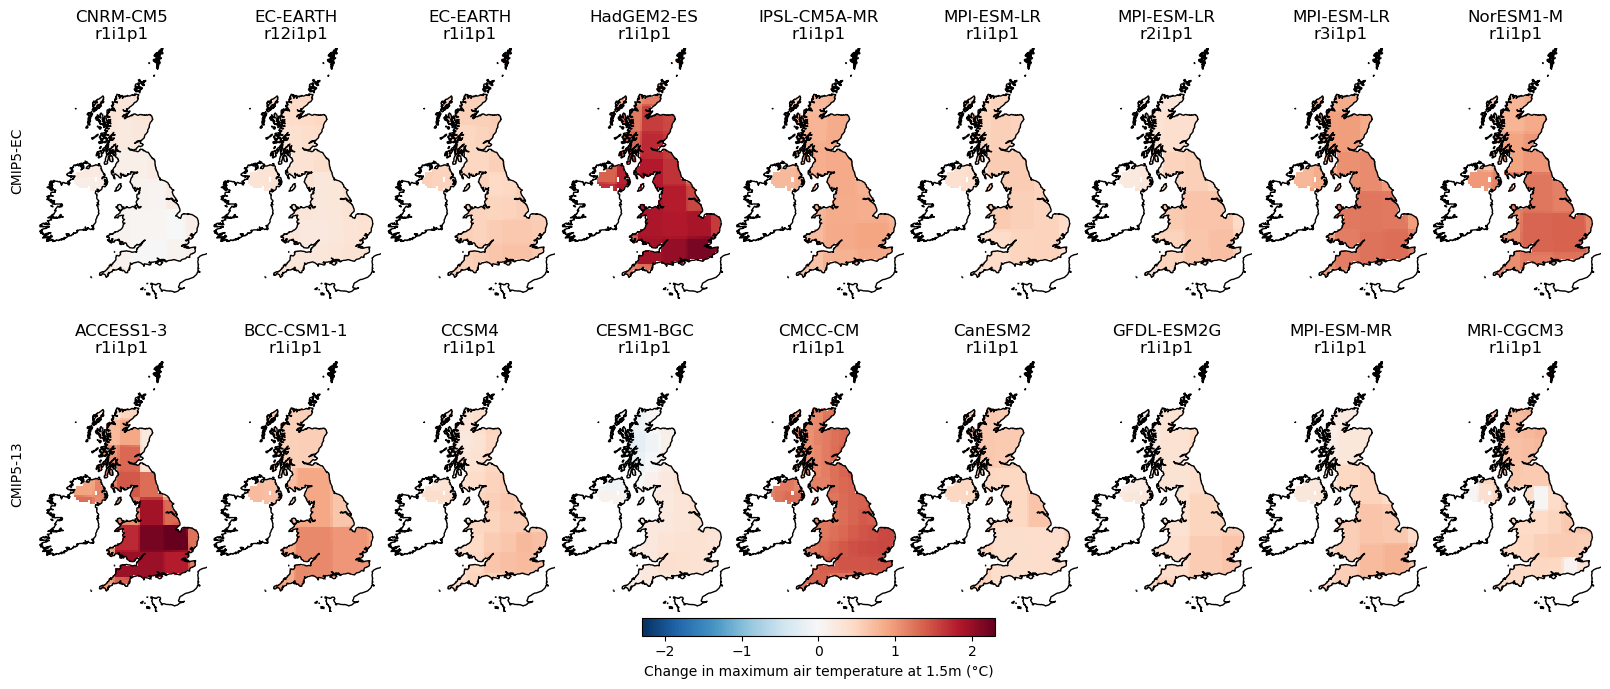 CNRM-CM5
r1i1p1
EC-EARTH
r12i1p1
EC-EARTH
r1i1p1
HadGEM2-ES
r1i1p1
IPSL-CM5A-MR
r1i1p1
MPI-ESM-LR
r1i1p1
MPI-ESM-LR
r2i1p1
MPI-ESM-LR
r3i1p1
NorESM1-M
r1i1p1
CMIP5-EC
ACCESS1-3
r1i1p1
BCC-CSM1-1
r1i1p1
CCSM4
r1i1p1
CESM1-BGC
r1i1p1
CMCC-CM
r1i1p1
CanESM2
r1i1p1
GFDL-ESM2G
r1i1p1
MPI-ESM-MR
r1i1p1
MRI-CGCM3
r1i1p1
CMIP5-13
−2 −1 0 1 2
Change in maximum air temperature at 1.5m (°C)